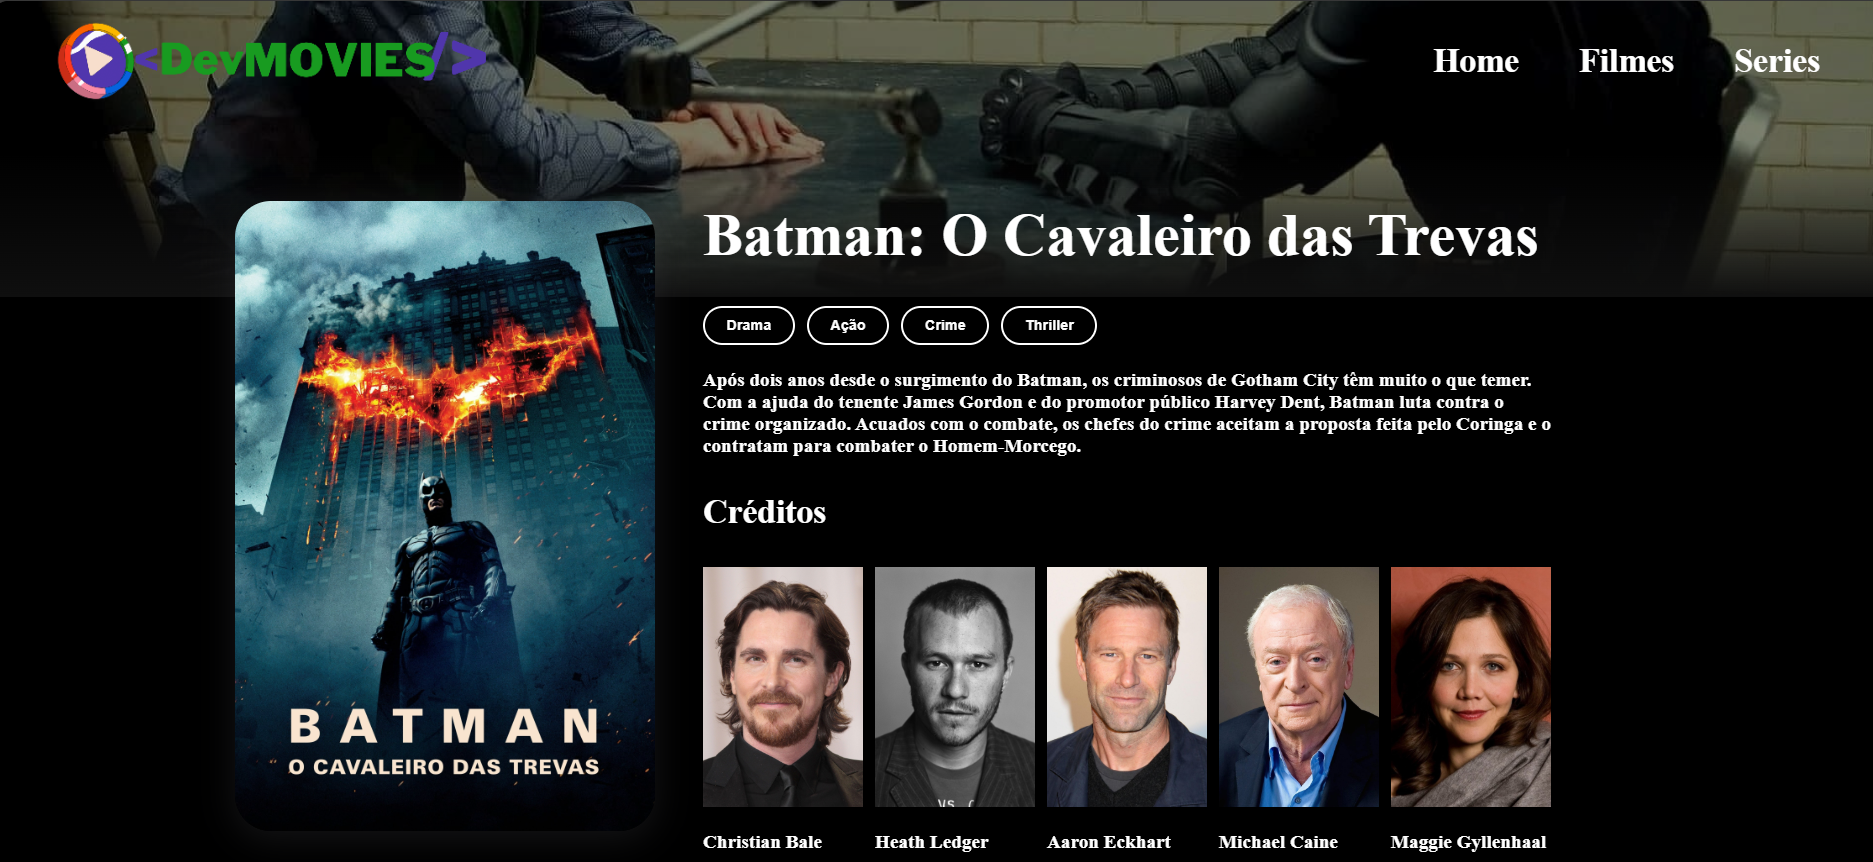 <DevMOVIES/>
Home Filmes Series
Batman: O Cavaleiro das Trevas
Drama Ação Crime Thriller
Após dois anos desde o surgimento do Batman, os criminosos de Gotham City têm muito o que temer.
Com a ajuda do tenente James Gordon e do promotor público Harvey Dent, Batman luta contra o
crime organizado. Acuados com o combate, os chefes do crime aceitam a proposta feita pelo Coringa e o
contratam para combater o Homem-Morcego.
BATMAN
O CAVALEIRO DAS TREVAS
Créditos
Christian Bale Heath Ledger Aaron Eckhart Michael Caine Maggie Gyllenhaal